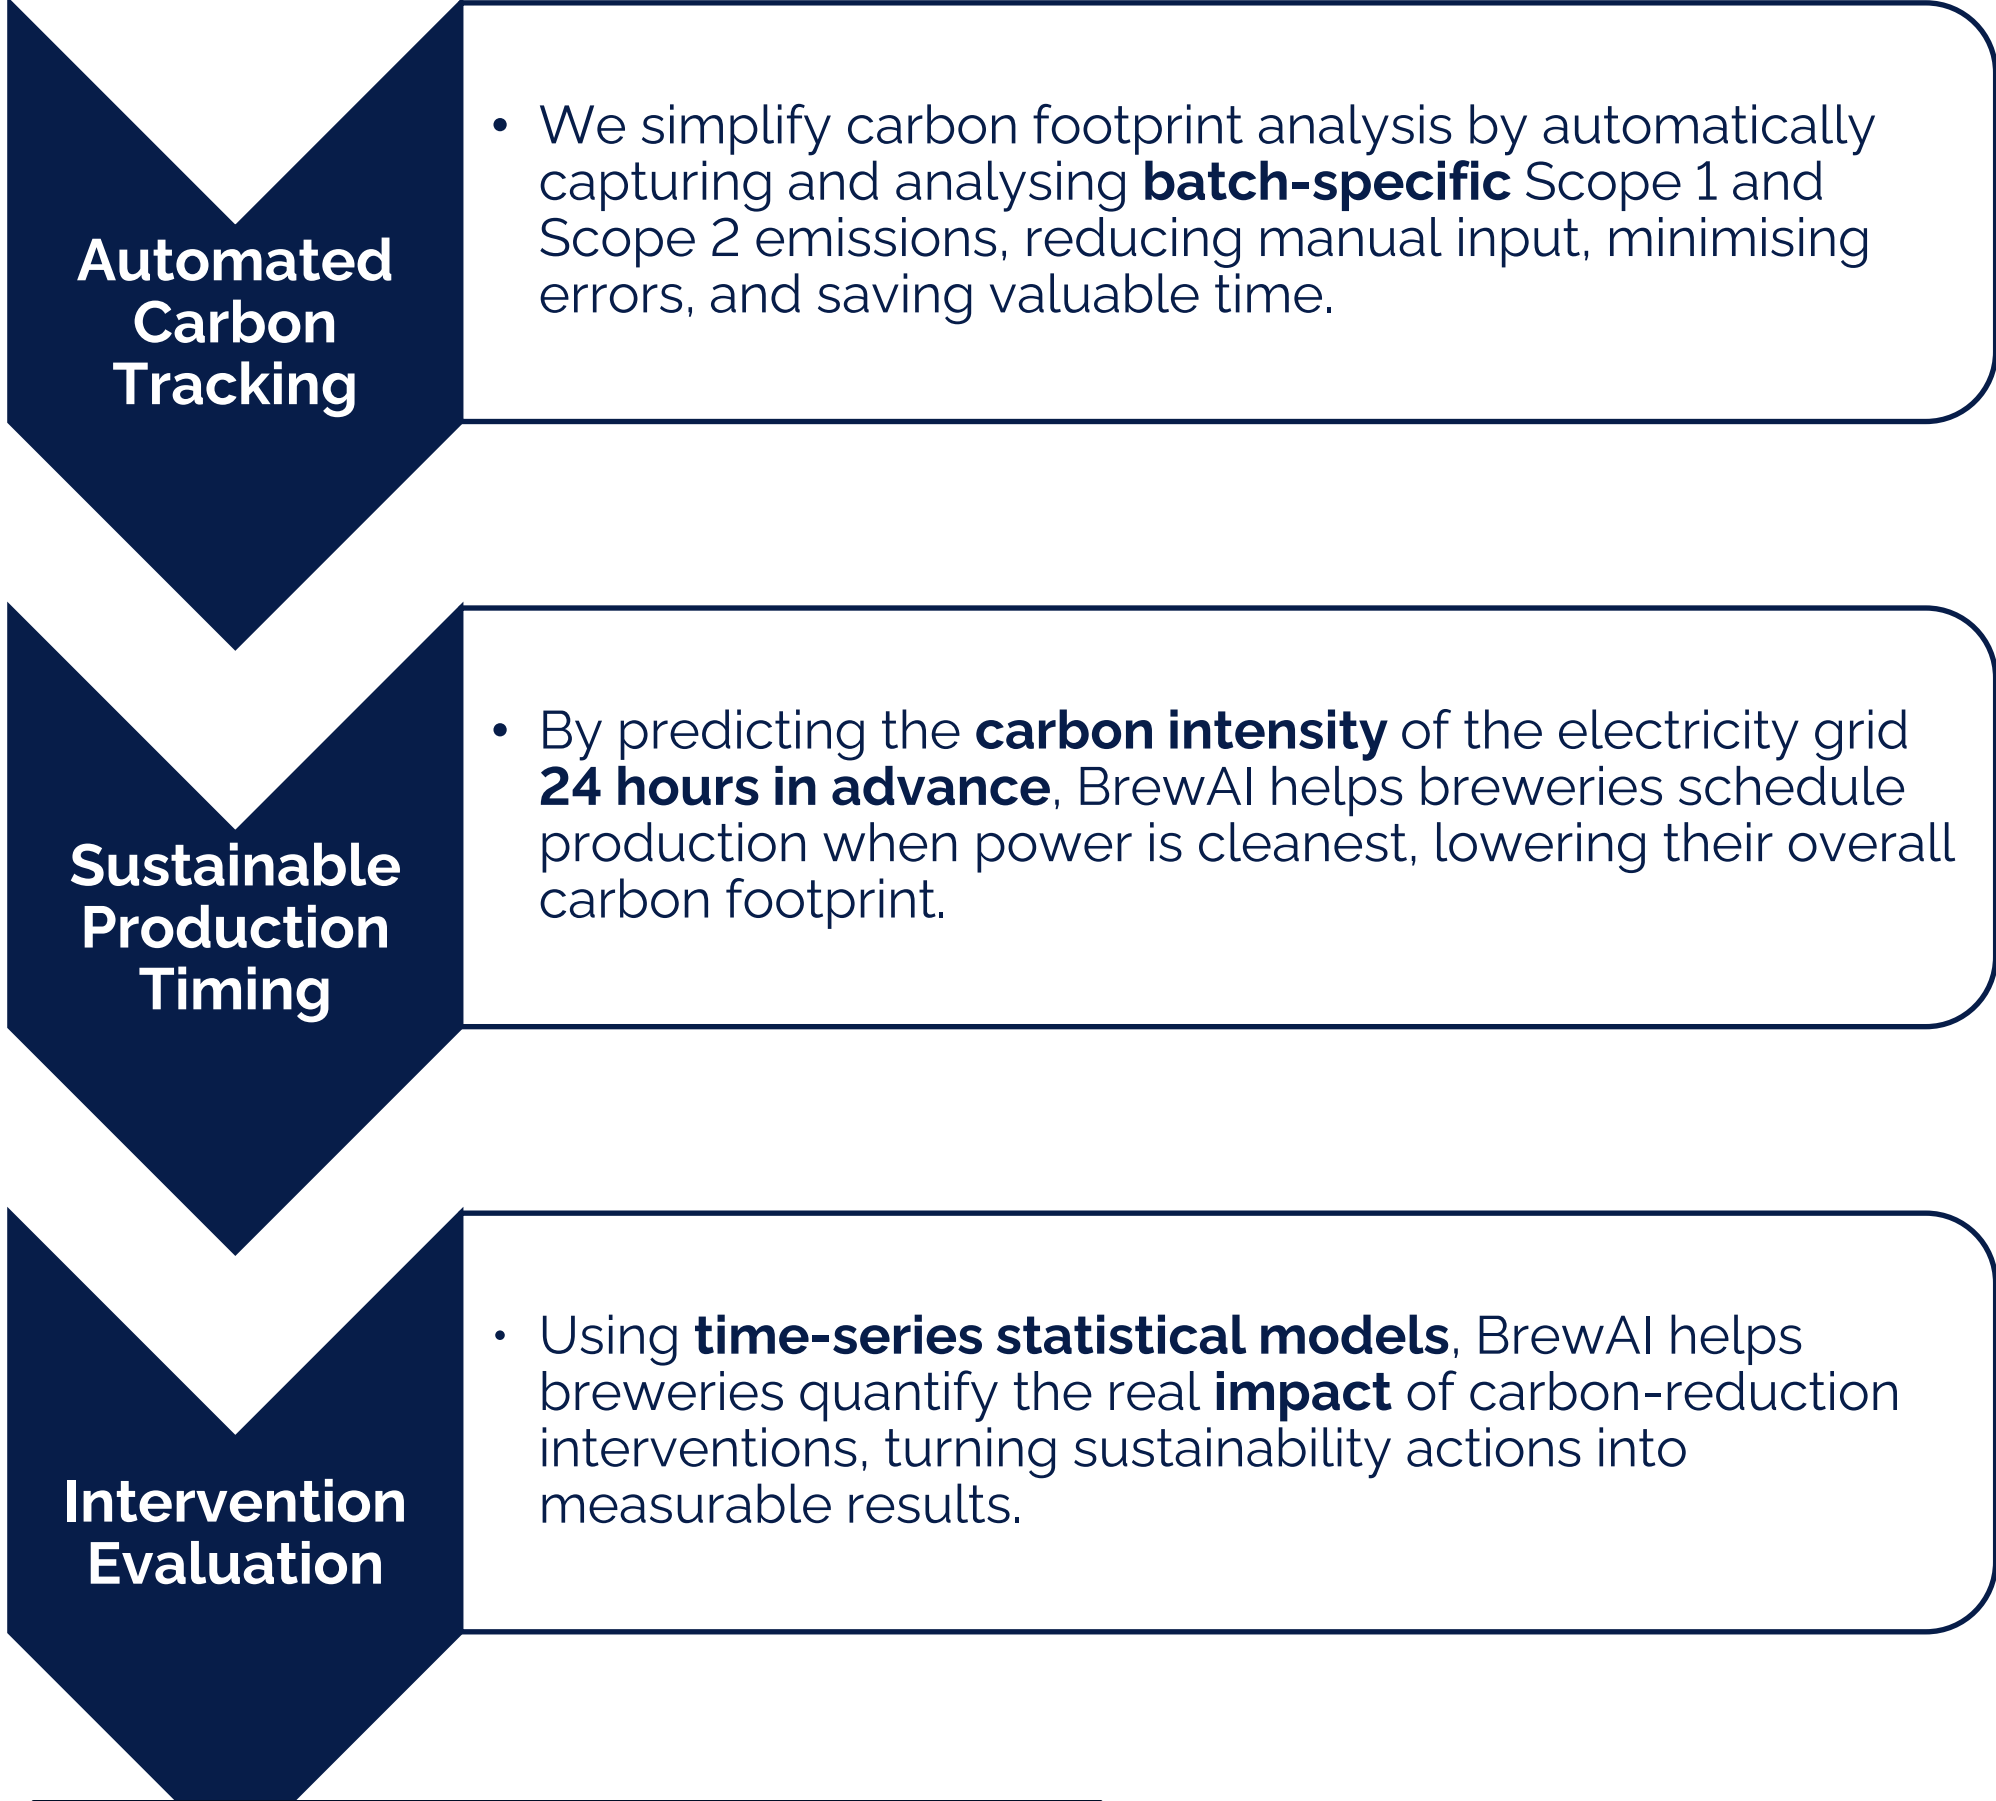 Automated
Carbon
Tracking
• We simplify carbon footprint analysis by automatically
capturing and analysing batch-specific Scope 1 and
Scope 2 emissions, reducing manual input, minimising
errors, and saving valuable time.
Sustainable
Production
Timing
• By predicting the carbon intensity of the electricity grid
24 hours in advance, BrewAI helps breweries schedule
production when power is cleanest, lowering their overall
carbon footprint.
Intervention
Evaluation
• Using time-series statistical models, BrewAI helps
breweries quantify the real impact of carbon-reduction
interventions, turning sustainability actions into
measurable results.